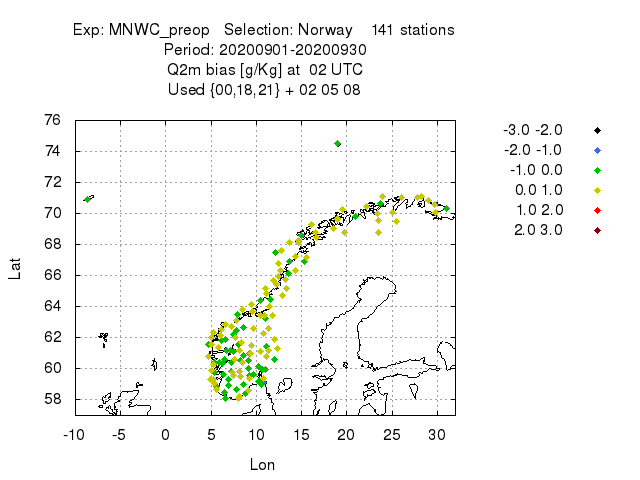 Exp: MNWC_preop   Selection: Norway    141 stations
Period: 20200901-20200930
Q2m bias [g/Kg] at  02 UTC
Used {00,18,21} + 02 05 08
76
74
72
70
68
66
64
62
60
58
Lat
-10 -5 0 5 10 15 20 25 30
Lon
-3.0 -2.0
-2.0 -1.0
-1.0 0.0
0.0 1.0
1.0 2.0
2.0 3.0